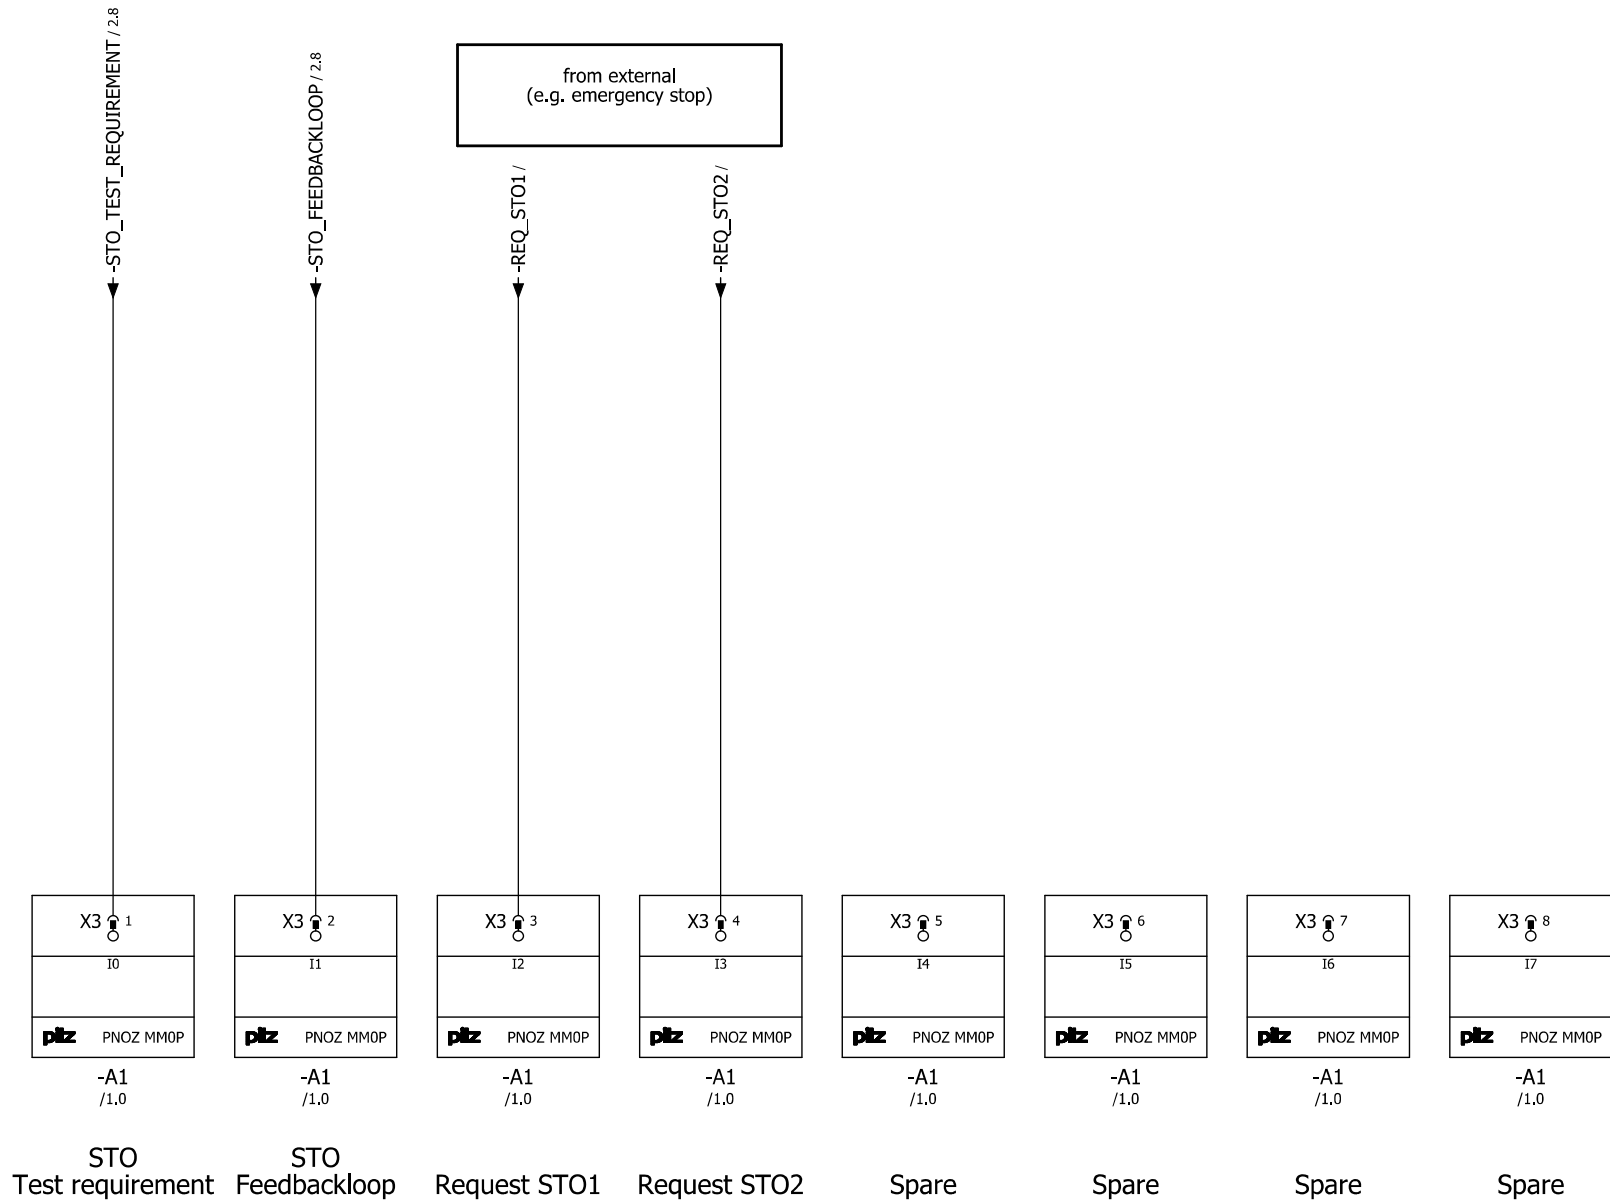 -STO_TEST_REQUIREMENT / 2.8
-STO_FEEDBACKLOOP / 2.8
from external
(e.g. emergency stop)
-REQ_STO1 /
-REQ_STO2 /
X3 1
I0
pilz PNOZ MM0P
-A1
/1.0
STO
Test requirement
X3 2
I1
pilz PNOZ MM0P
-A1
/1.0
STO
Feedbackloop
X3 3
I2
pilz PNOZ MM0P
-A1
/1.0
Request STO1
X3 4
I3
pilz PNOZ MM0P
-A1
/1.0
Request STO2
X3 5
I4
pilz PNOZ MM0P
-A1
/1.0
Spare
X3 6
I5
pilz PNOZ MM0P
-A1
/1.0
Spare
X3 7
I6
pilz PNOZ MM0P
-A1
/1.0
Spare
X3 8
I7
pilz PNOZ MM0P
-A1
/1.0
Spare